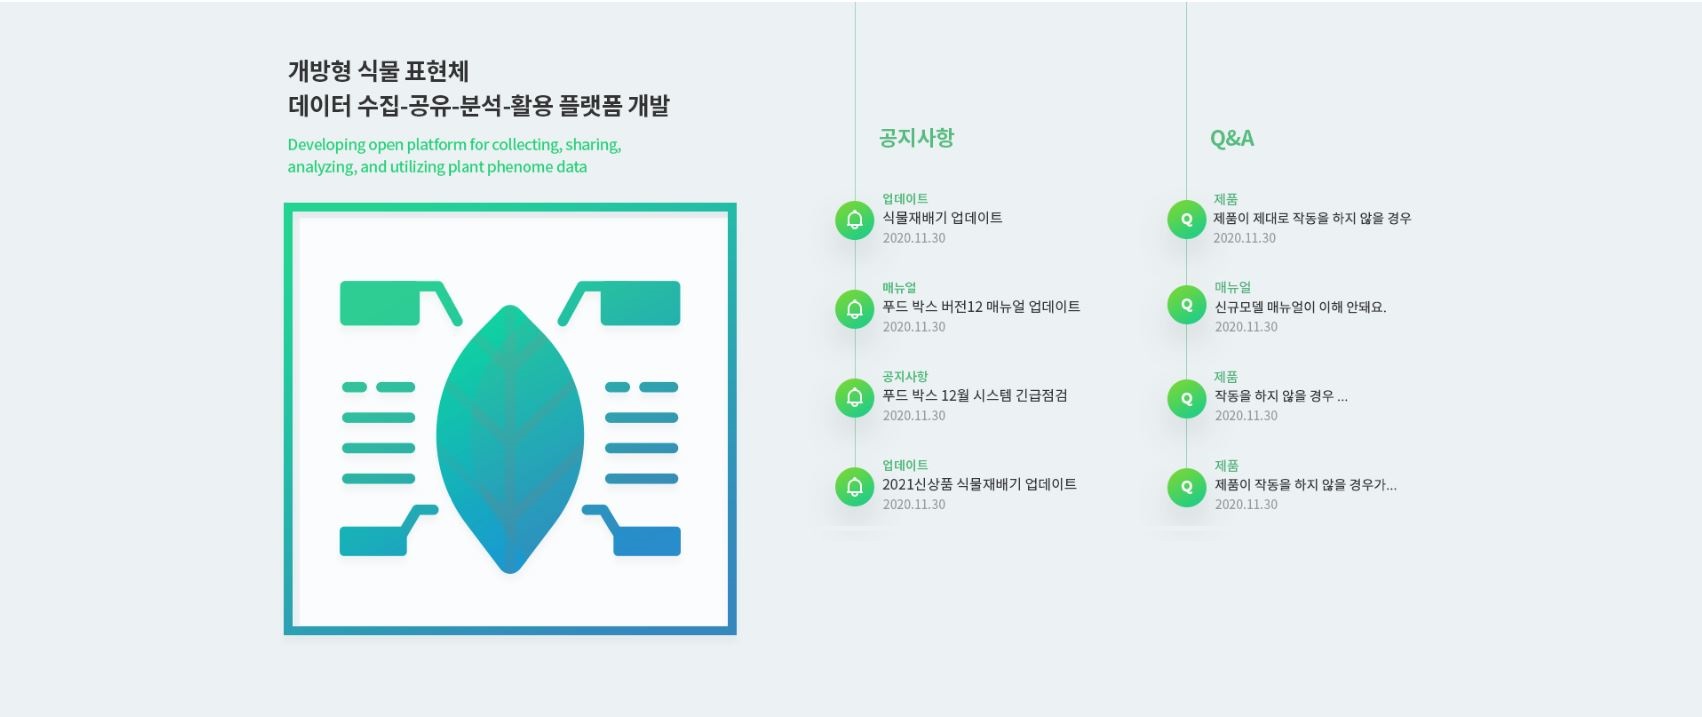 개방형 식물 표현체
데이터 수집-공유-분석-활용 플랫폼 개발
Developing open platform for collecting, sharing,
analyzing, and utilizing plant phenome data
공지사항
업데이트
식물재배기 업데이트
2020.11.30
매뉴얼
푸드 박스 버전12 매뉴얼 업데이트
2020.11.30
공지사항
푸드 박스 12월 시스템 긴급점검
2020.11.30
업데이트
2021신상품 식물재배기 업데이트
2020.11.30
Q&A
Q
제품
제품이 제대로 작동을 하지 않을 경우
2020.11.30
Q
매뉴얼
신규모델 매뉴얼이 이해 안돼요.
2020.11.30
Q
제품
작동을 하지 않을 경우 ...
2020.11.30
Q
제품
제품이 작동을 하지 않을 경우가...
2020.11.30